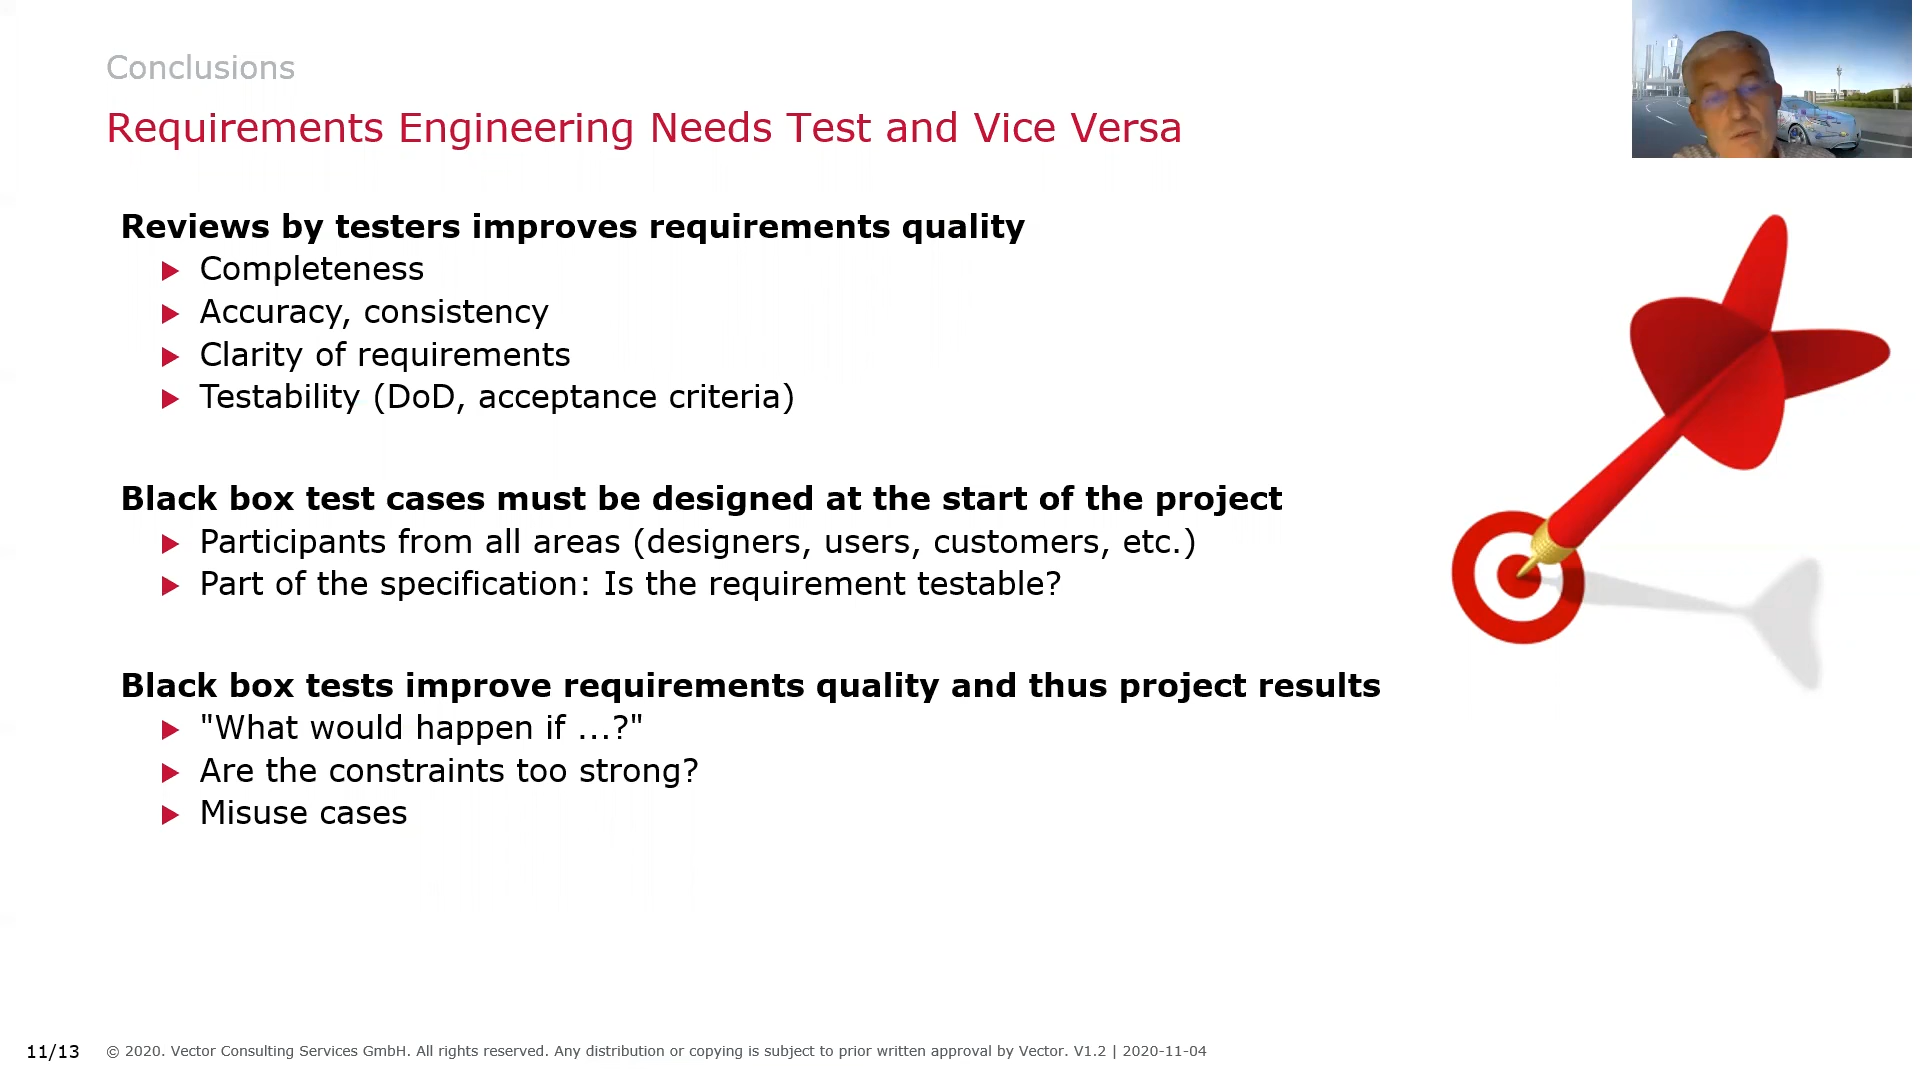 Conclusions
Requirements Engineering Needs Test and Vice Versa
Reviews by testers improves requirements quality
Completeness
Accuracy, consistency
Clarity of requirements
Testability (DoD, acceptance criteria)
Black box test cases must be designed at the start of the project
Participants from all areas (designers, users, customers, etc.)
Part of the specification: Is the requirement testable?
Black box tests improve requirements quality and thus project results
"What would happen if …?"
Are the constraints too strong?
Misuse cases
11/13 © 2020. Vector Consulting Services GmbH. All rights reserved. Any distribution or copying is subject to prior written approval by Vector. V1.2 | 2020-11-04